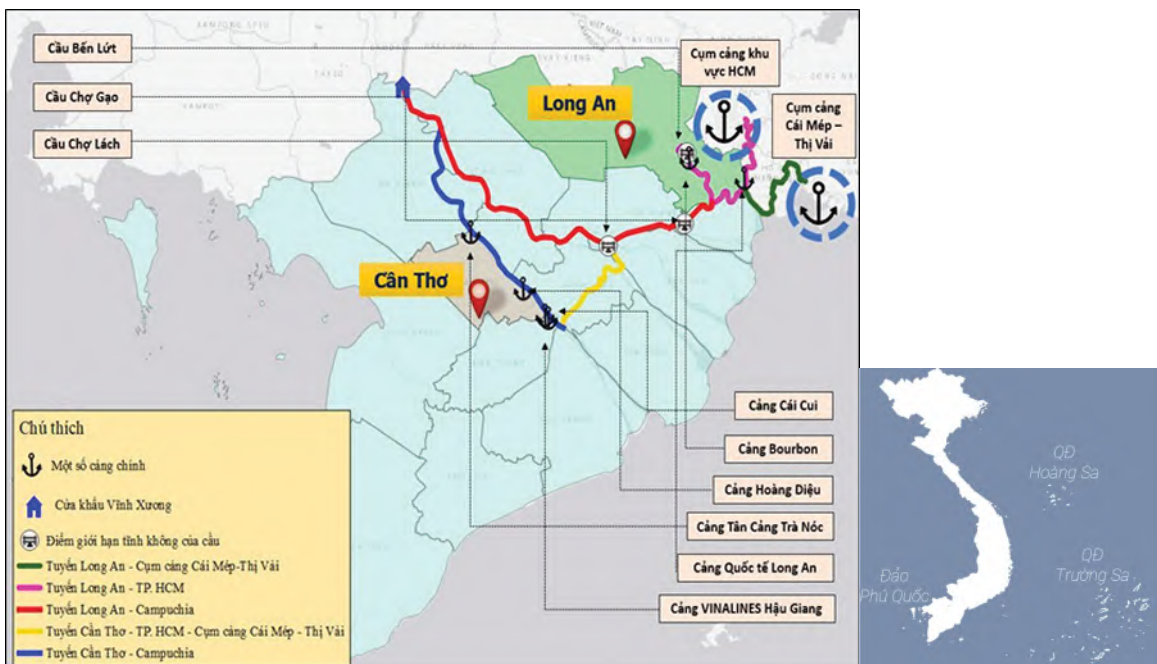 Cầu Bến Lứt
Cầu Chợ Gạo
Cầu Chợ Lách
Long An
Cụm cảng khu
vực HCM
Cụm cảng
Cái Mép –
Thị Vải
Cần Thơ
Cảng Cái Cui
Cảng Bourbon
Cảng Hoàng Diệu
Cảng Tân Cảng Trà Nóc
Cảng Quốc tế Long An
Cảng VINALINES Hậu Giang
Chú thích
Một số cảng chính
Cửa khẩu Vĩnh Xương
Điểm giới hạn tĩnh không của cầu
Tuyến Long An - Cụm cảng Cái Mép-Thị Vải
Tuyến Long An - TP. HCM
Tuyến Long An - Campuchia
Tuyến Cần Thơ - TP. HCM - Cụm cảng Cái Mép - Thị Vải
Tuyến Cần Thơ - Campuchia
QĐ
Hoàng Sa
QĐ
Trường Sa
Đảo
Phú Quốc